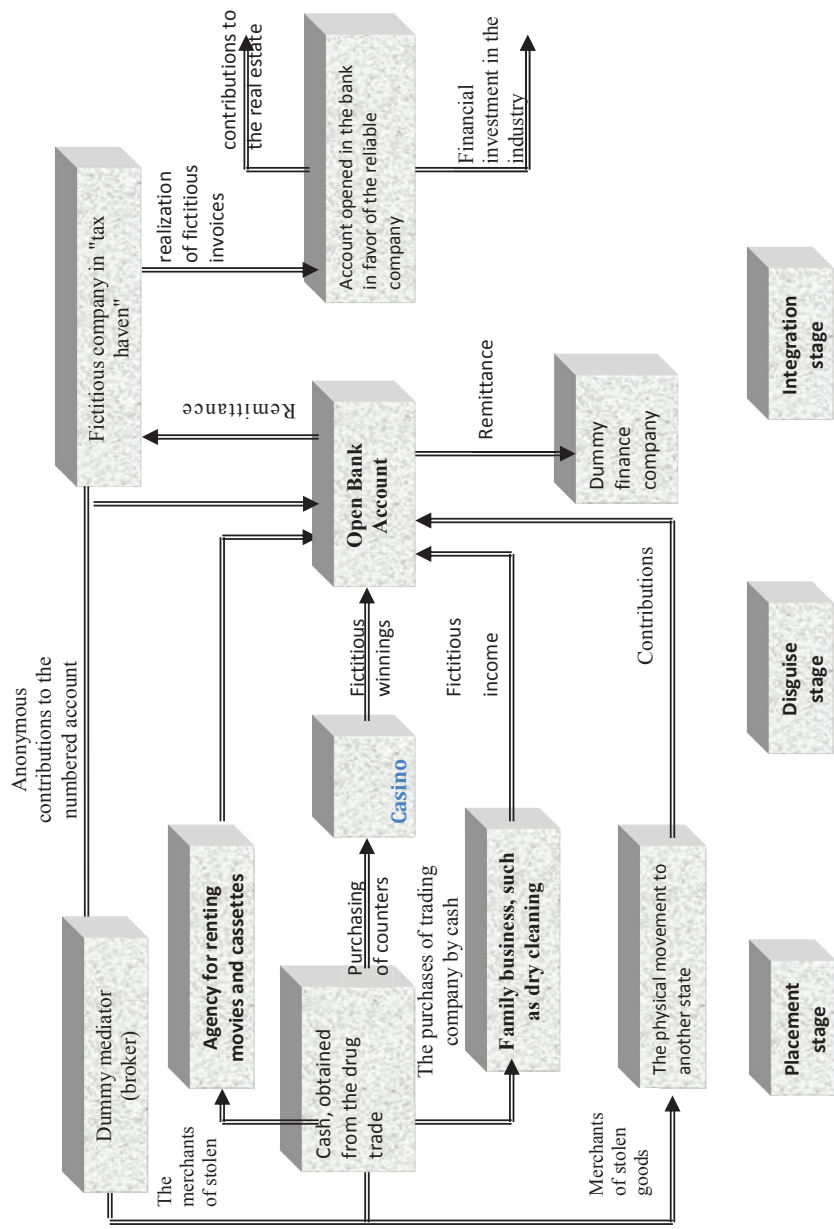 Anonymous
contributions to the
numbered account
Dummy mediator
(broker)
Fictitious company in "tax
haven"
The
merchants
of stolen
Agency for renting
movies and cassettes
Remittance
realization
of fictitious
invoices
contributions to
the real estate
Cash, obtained
from the drug
trade
Purchasing
of counters
Casino
Fictitious
winnings
Open Bank
Account
Account opened in the bank
in favor of the reliable
company
The purchases of trading
company by cash
Family business, such
as dry cleaning
Fictitious
income
Remittance
Financial
investment in the
industry
Dummy
finance
company
Merchants
of stolen
goods
The physical movement to
another state
Contributions
Placement
stage
Disguise
stage
Integration
stage